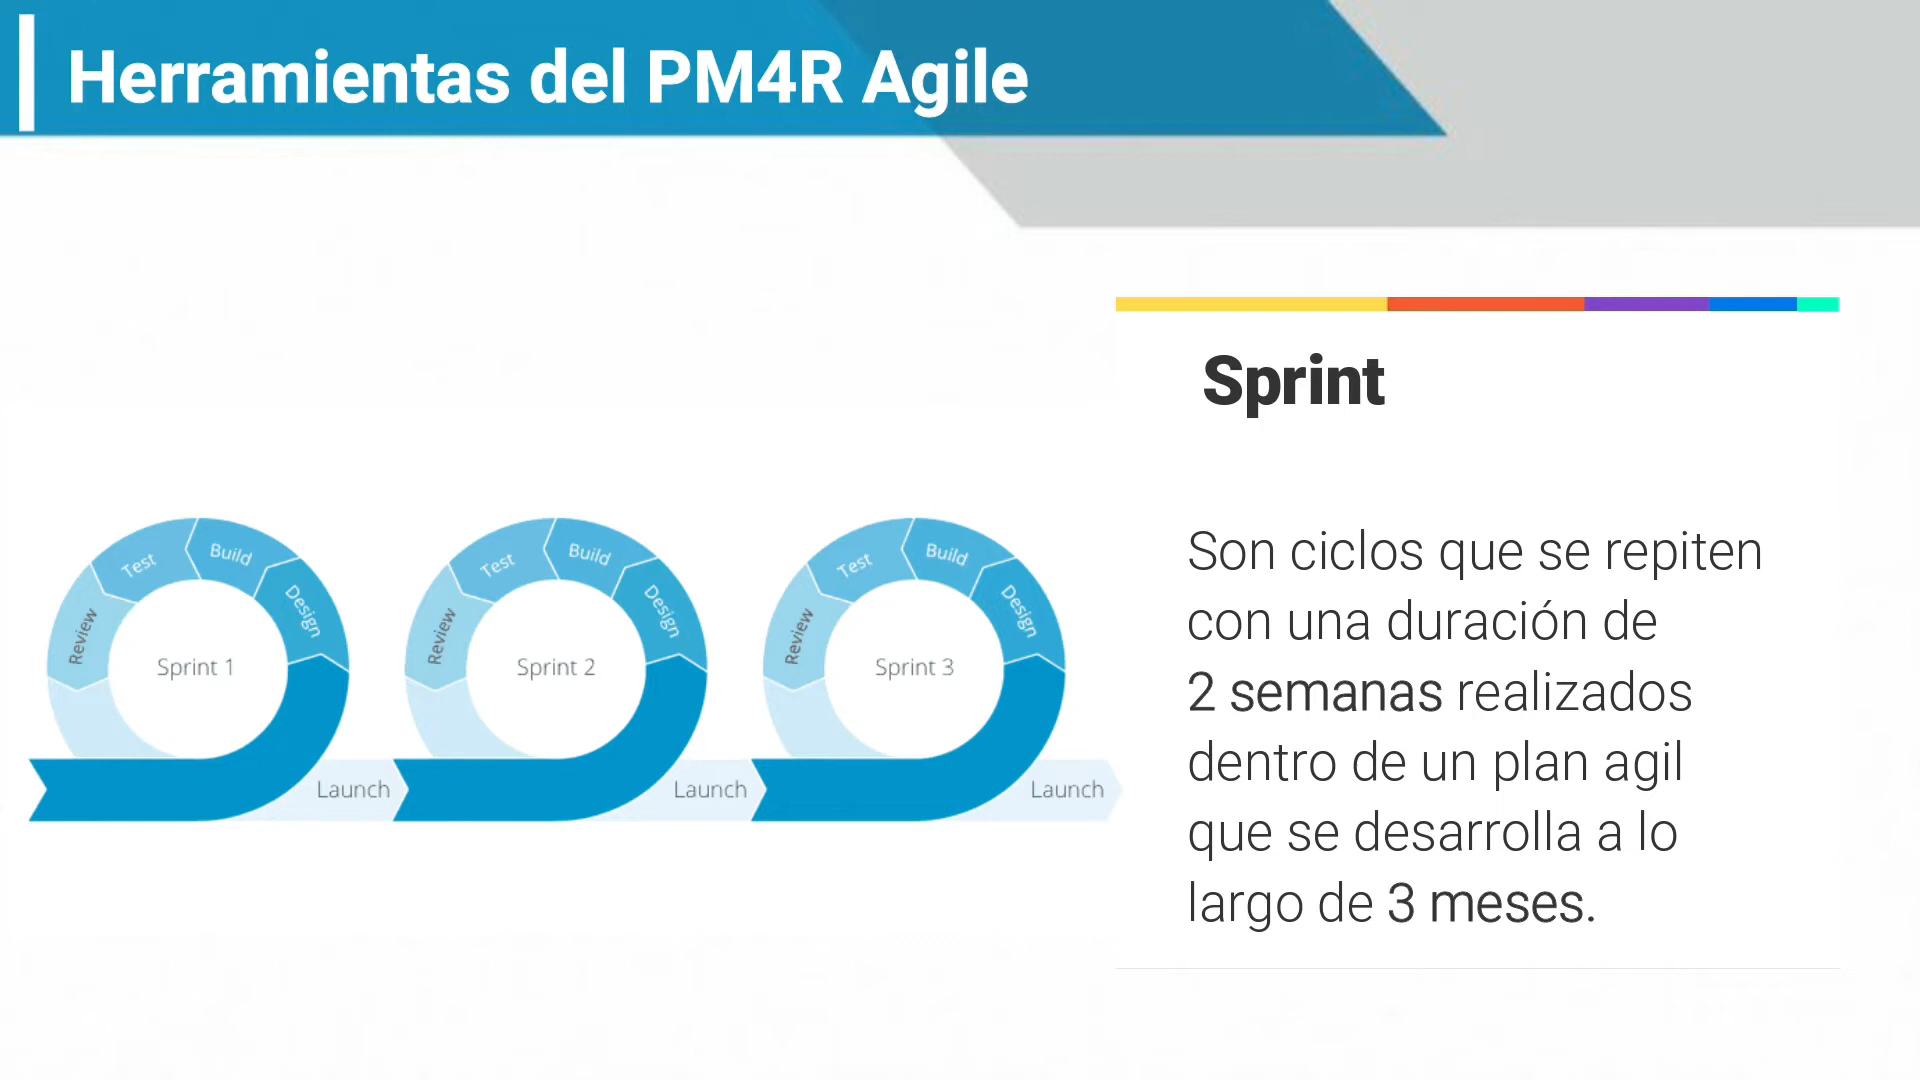 Herramientas del PM4R Agile
Sprint
Son ciclos que se repiten
con una duración de
2 semanas realizados
dentro de un plan agil
que se desarrolla a lo
largo de 3 meses.
Test
Build
Design
Review
Sprint 1
Launch
Test
Build
Design
Review
Sprint 2
Launch
Test
Build
Design
Review
Sprint 3
Launch